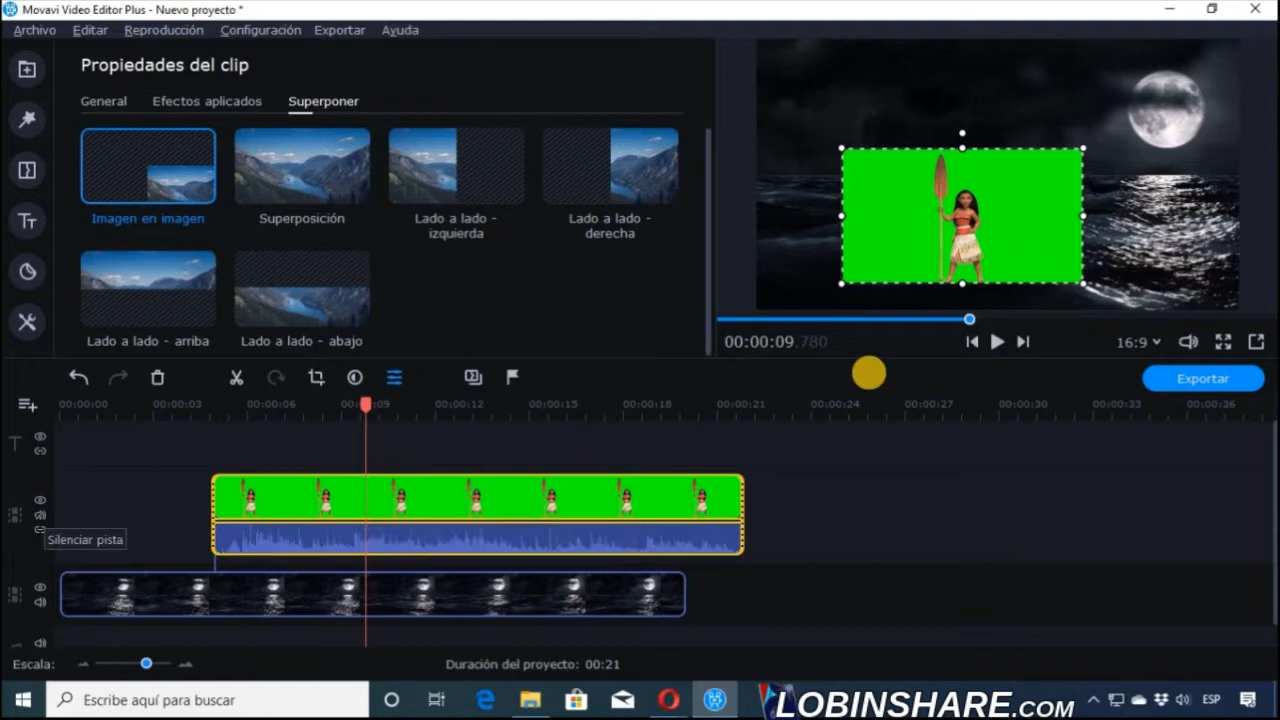 Movavi Video Editor Plus - Nuevo proyecto *
Archivo Editar Reproducción Configuración Exportar Ayuda
Propiedades del clip
General Efectos aplicados Superponer
Imagen en imagen
Superposición
Lado a lado -
izquierda
Lado a lado -
derecha
Lado a lado - arriba
Lado a lado - abajo
00:00:09.780
16:9
Exportar
00:00:00 00:00:03 00:00:06 00:00:09 00:00:12 00:00:15 00:00:18 00:00:21 00:00:24 00:00:27 00:00:30 00:00:33 00:00:36
Silenciar pista
Escala:
Duración del proyecto: 00:21
Escribe aquí para buscar
LOBINSHARE.COM
ESP